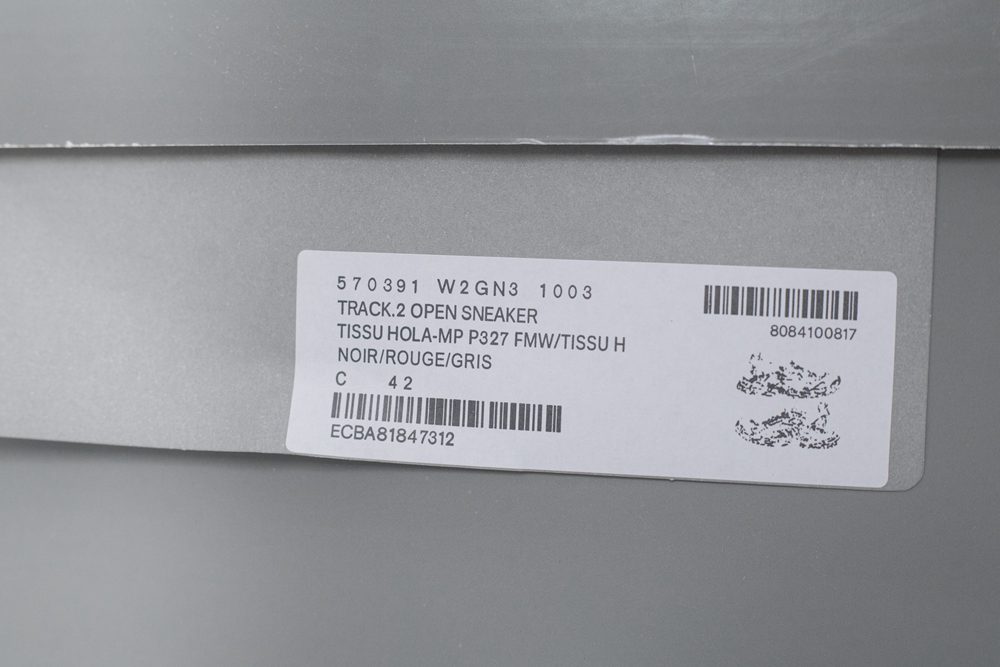 570391 W2GN3 1003
TRACK.2 OPEN SNEAKER
TISSU HOLA-MP P327 FMW/TISSU H
NOIR/ROUGE/GRIS
C 42
ECBA81847312
8084100817